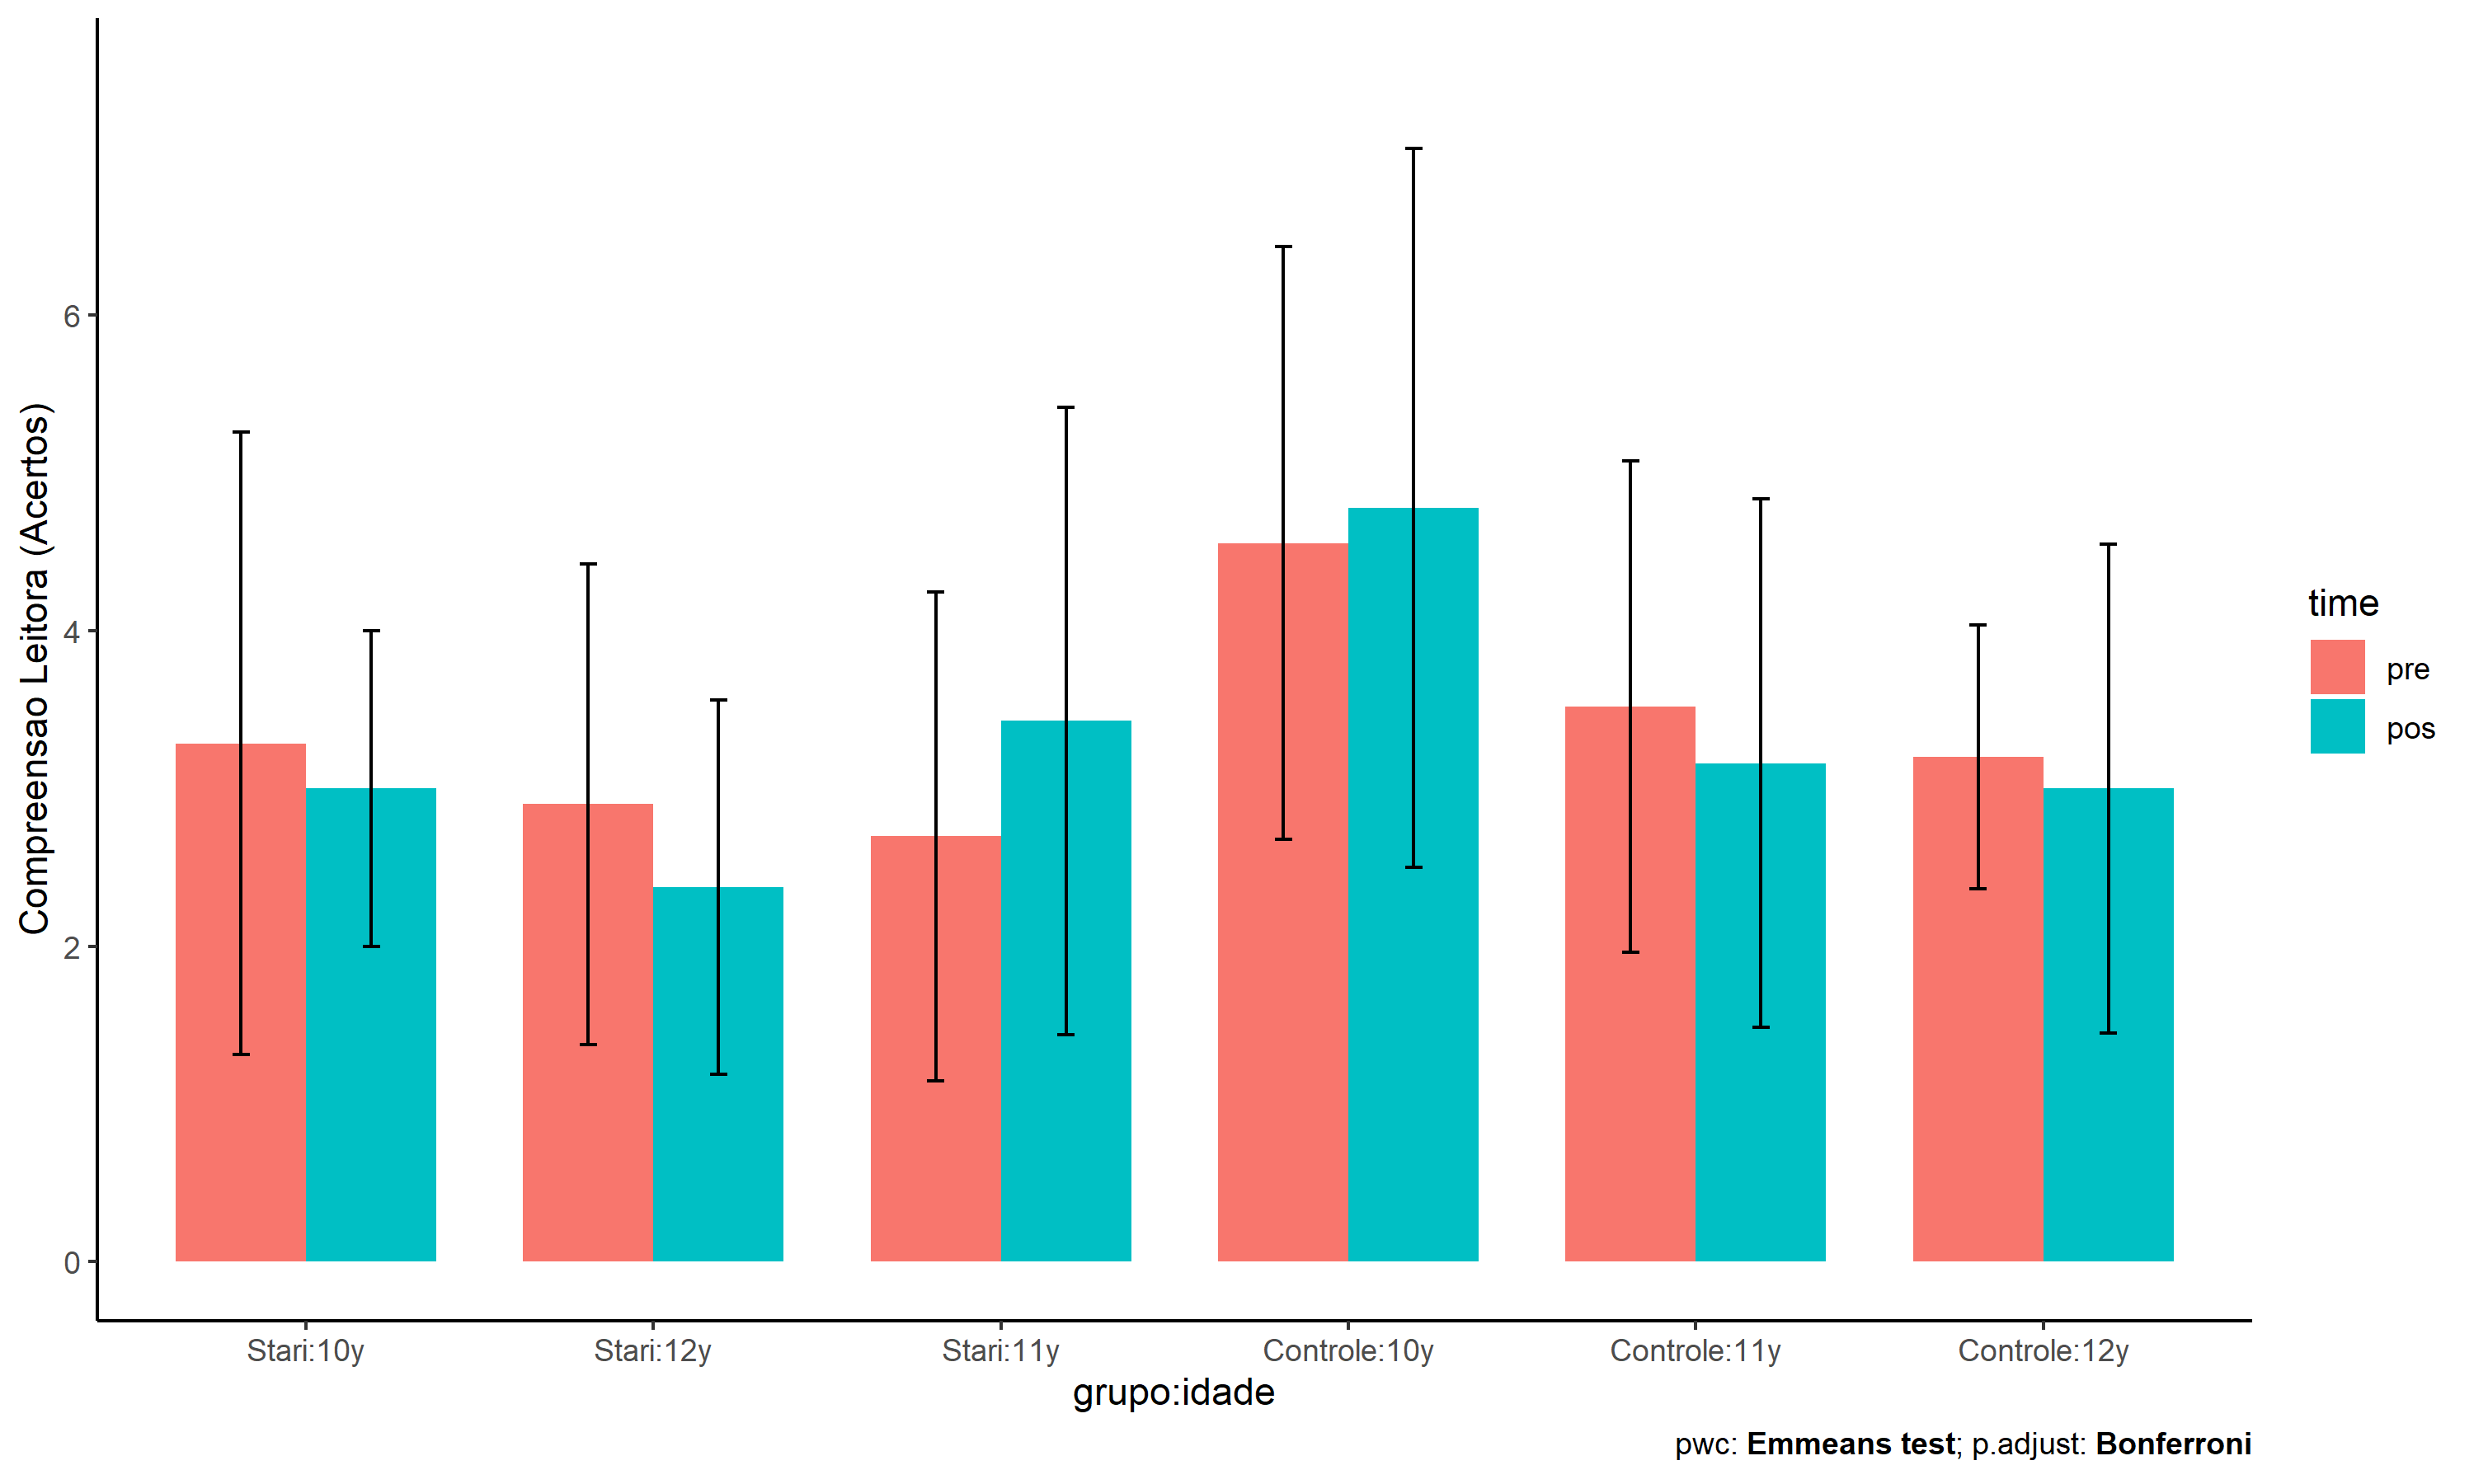 Compreensao Leitora (Acertos)
6
4
2
0
Stari:10y
Stari:12y
Stari:11y
Controle:10y
Controle:11y
Controle:12y
grupo:idade
time
pre
pos
pwc: Emmeans test; p.adjust: Bonferroni